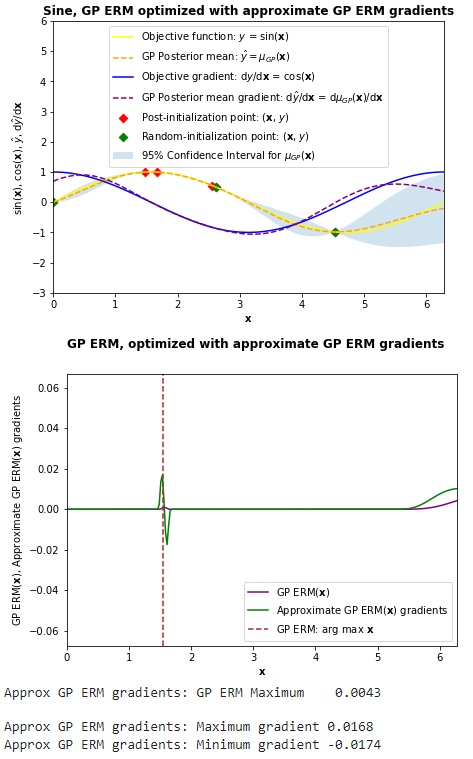 Sine, GP ERM optimized with approximate GP ERM gradients
6
5
4
3
2
1
0
−1
−2
−3
sin(x), cos(x), ŷ, dŷ/dx
Objective function: y = sin(x)
GP Posterior mean: ŷ = μGP(x)
Objective gradient: dy/dx = cos(x)
GP Posterior mean gradient: dŷ/dx = dμGP(x)/dx
Post-initialization point: (x, y)
Random-initialization point: (x, y)
95% Confidence Interval for μGP(x)
0 1 2 3 4 5 6
x
GP ERM, optimized with approximate GP ERM gradients
0.06
0.04
0.02
0.00
−0.02
−0.04
−0.06
GP ERM(x), Approximate GP ERM(x) gradients
GP ERM(x)
Approximate GP ERM(x) gradients
GP ERM: arg max x
0 1 2 3 4 5 6
x
Approx GP ERM gradients: GP ERM Maximum 0.0043
Approx GP ERM gradients: Maximum gradient 0.0168
Approx GP ERM gradients: Minimum gradient -0.0174